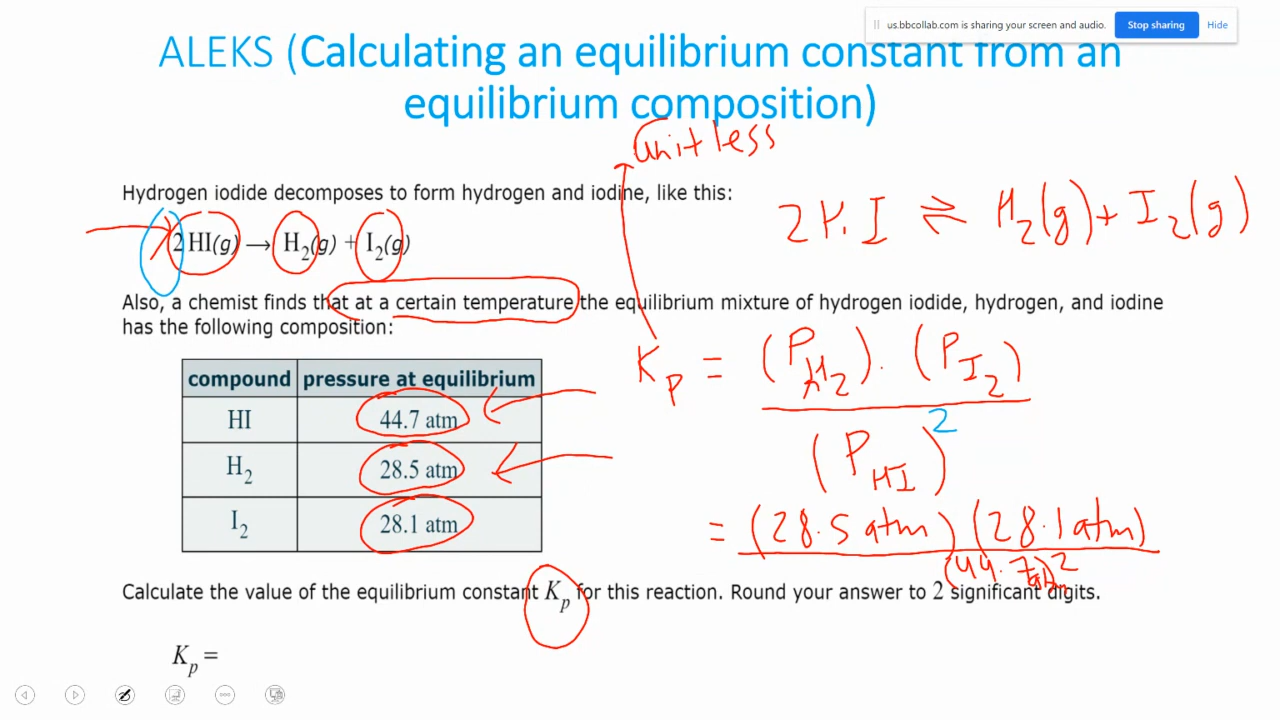 us.bbcollab.com is sharing your screen and audio. Stop sharing Hide
ALEKS (Calculating an equilibrium constant from an
equilibrium composition)
unitless
Hydrogen iodide decomposes to form hydrogen and iodine, like this:
2 HI(g) → H₂(g) + I₂(g)
2HI ⇌ H₂(g) + I₂(g)
Also, a chemist finds that at a certain temperature the equilibrium mixture of hydrogen iodide, hydrogen, and iodine
has the following composition:
compound pressure at equilibrium
HI 44.7 atm
H₂ 28.5 atm
I₂ 28.1 atm
Kp = (P H₂) · (P I₂)
(P HI)²
= (28.5 atm) (28.1 atm)
(44.7 atm)²
Calculate the value of the equilibrium constant Kp for this reaction. Round your answer to 2 significant digits.
Kp =